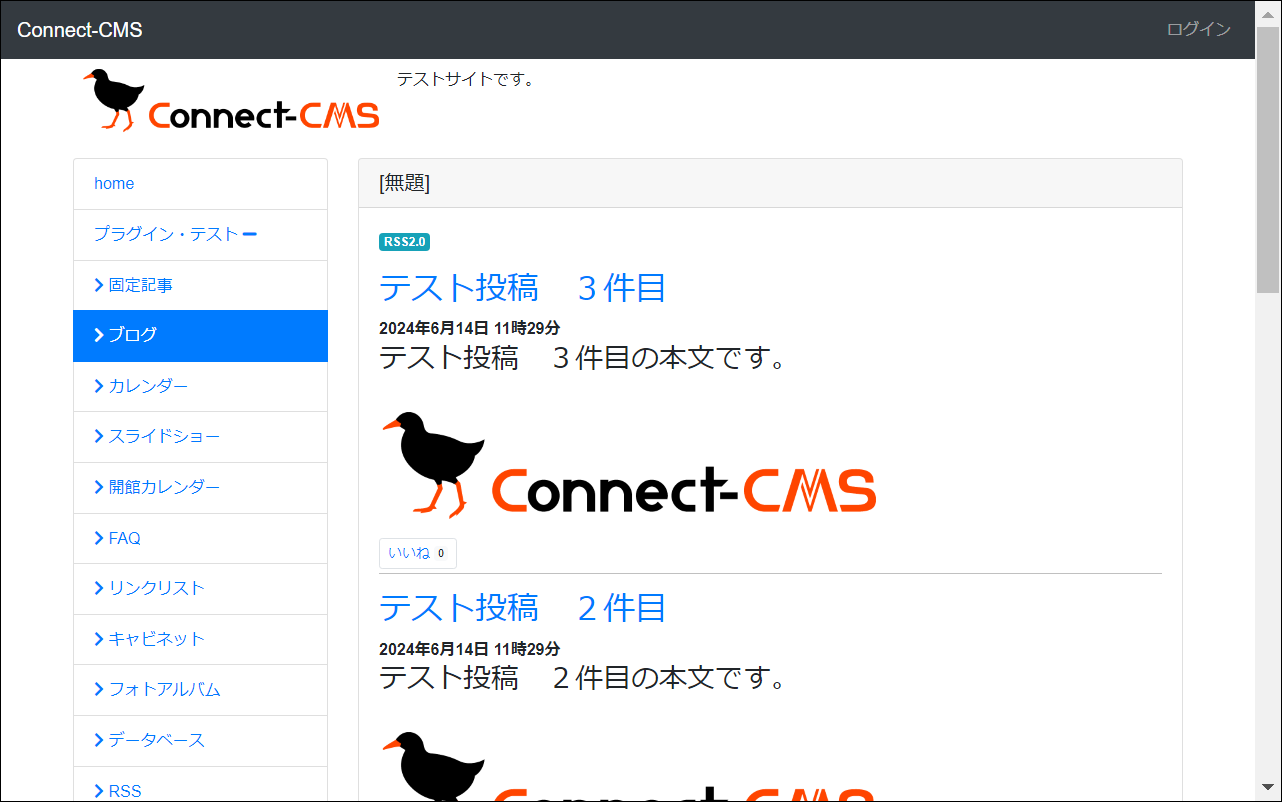 Connect-CMS
ログイン
Connect-CMS
テストサイトです。
home
プラグイン・テスト
固定記事
ブログ
カレンダー
スライドショー
開館カレンダー
FAQ
リンクリスト
キャビネット
フォトアルバム
データベース
RSS
[無題]
RSS2.0
テスト投稿　３件目
2024年6月14日 11時29分
テスト投稿　３件目の本文です。
Connect-CMS
いいね 0
テスト投稿　２件目
2024年6月14日 11時29分
テスト投稿　２件目の本文です。
Connect-CMS